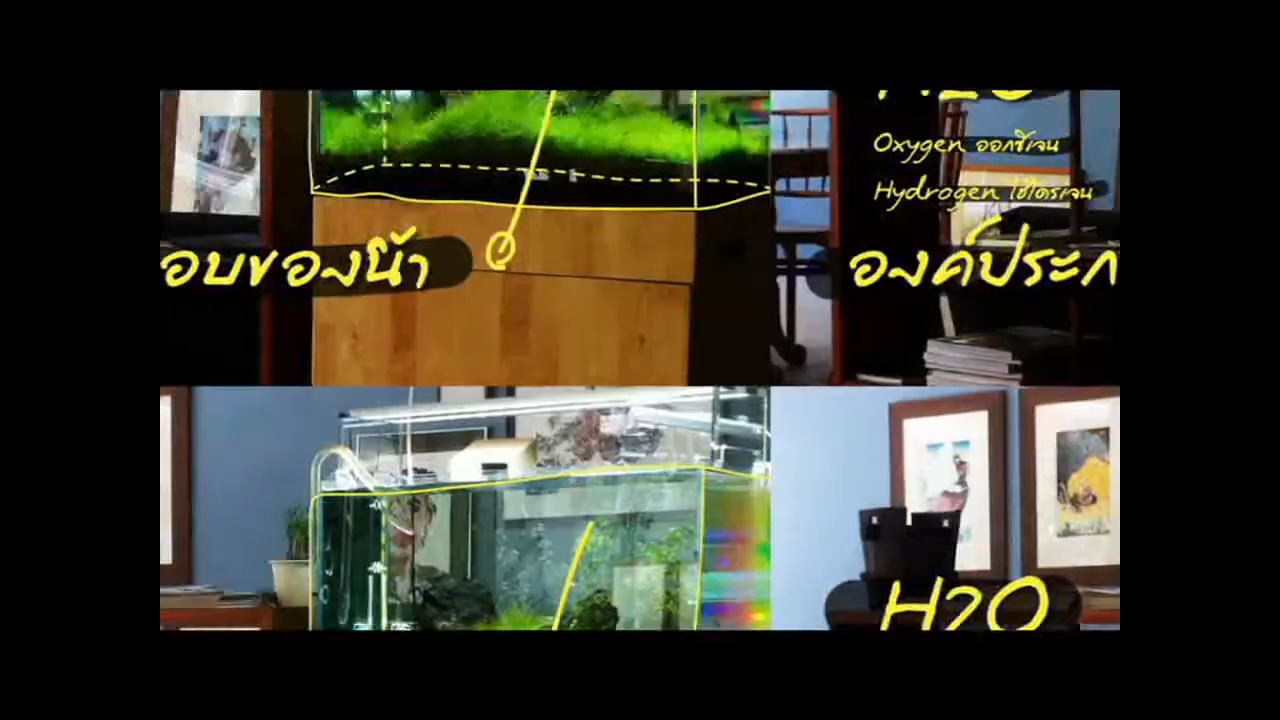 Oxygen ออกซิเจน
Hydrogen ไฮโดรเจน
อบของน้ำ
องค์ประก
H2O